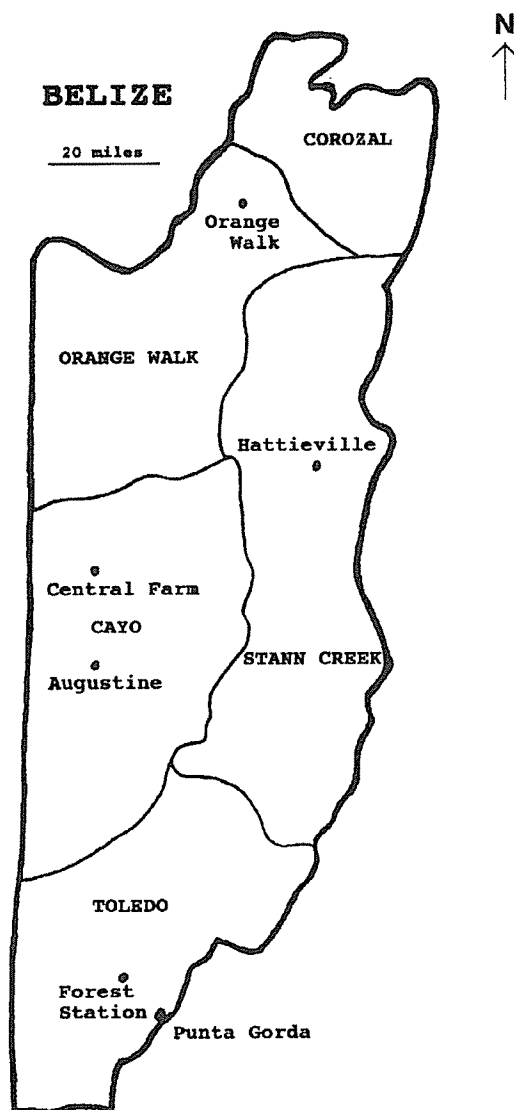 N
BELIZE
20 miles
COROZAL
Orange
Walk
ORANGE WALK
Hattieville
Central Farm
CAYO
STANN CREEK
Augustine
TOLEDO
Forest
Station
Punta Gorda